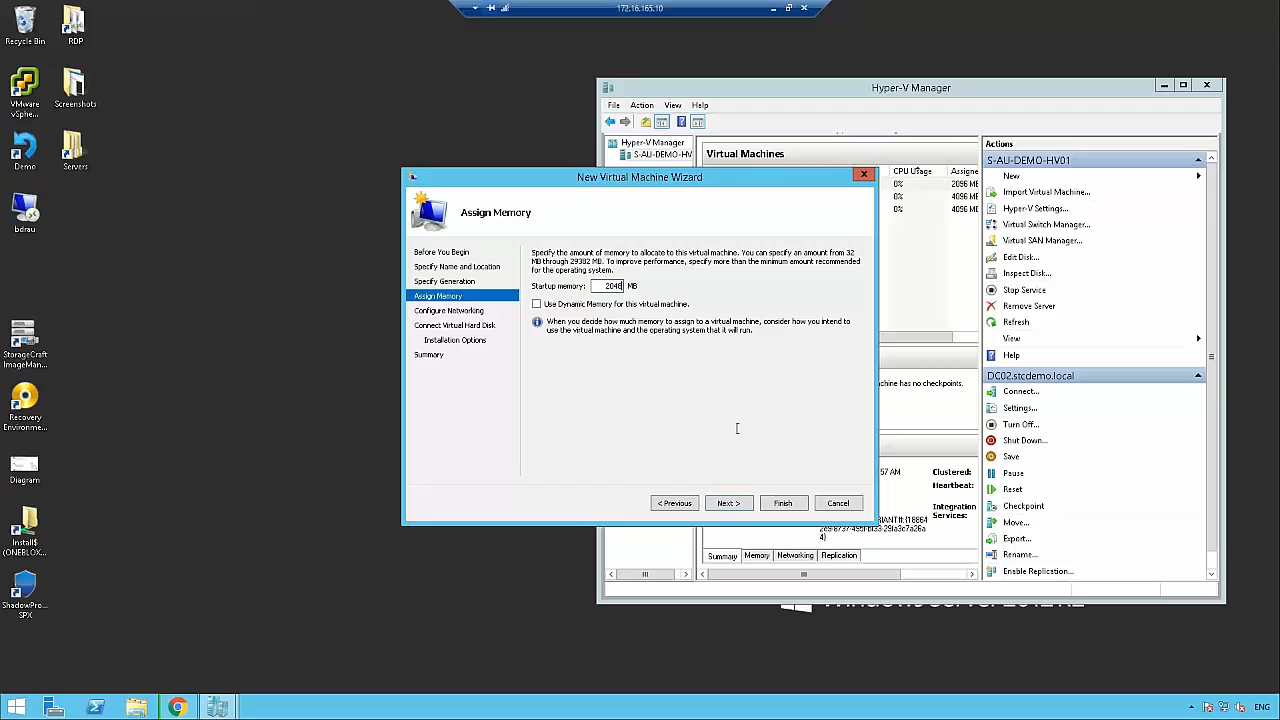 172.16.165.10
Recycle Bin
RDP
VMware vSphe...
Screenshots
Demo
Servers
bdrau
StorageCraft ImageMan...
Recovery Environme...
Diagram
Install$ (ONEBLOX...
ShadowPro... SPX
Hyper-V Manager
File Action View Help
Hyper-V Manager
S-AU-DEMO-HV
Virtual Machines
CPU Usage Assigne
0% 2096 MB
0% 4096 MB
0% 4096 MB
chine has no checkpoints.
57 AM
Clustered:
Heartbeat:
Integration Services:
4}
Summary Memory Networking Replication
Actions
S-AU-DEMO-HV01
New
Import Virtual Machine...
Hyper-V Settings...
Virtual Switch Manager...
Virtual SAN Manager...
Edit Disk...
Inspect Disk...
Stop Service
Remove Server
Refresh
View
Help
DC02.stcdemo.local
Connect...
Settings...
Turn Off...
Shut Down...
Save
Pause
Reset
Checkpoint
Move...
Export...
Rename...
Enable Replication...
New Virtual Machine Wizard
Assign Memory
Before You Begin
Specify Name and Location
Specify Generation
Assign Memory
Configure Networking
Connect Virtual Hard Disk
Installation Options
Summary
Specify the amount of memory to allocate to this virtual machine. You can specify an amount from 32
MB through 29382 MB. To improve performance, specify more than the minimum amount recommended
for the operating system.
Startup memory: 2048 MB
Use Dynamic Memory for this virtual machine.
When you decide how much memory to assign to a virtual machine, consider how you intend to
use the virtual machine and the operating system that it will run.
< Previous Next > Finish Cancel
ENG